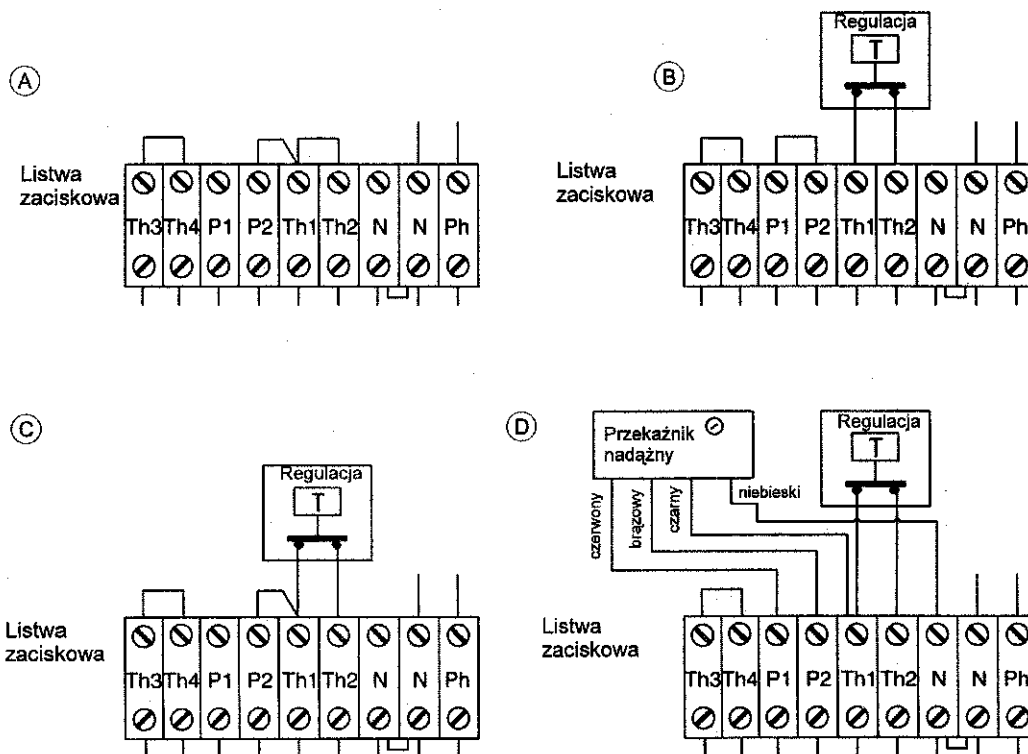 A
Listwa
zaciskowa
Th3 Th4 P1 P2 Th1 Th2 N N Ph
B
Regulacja
T
Listwa
zaciskowa
Th3 Th4 P1 P2 Th1 Th2 N N Ph
C
Regulacja
T
Listwa
zaciskowa
Th3 Th4 P1 P2 Th1 Th2 N N Ph
D
Przekaźnik
nadążny
czerwony
brązowy
czarny
niebieski
Regulacja
T
Listwa
zaciskowa
Th3 Th4 P1 P2 Th1 Th2 N N Ph